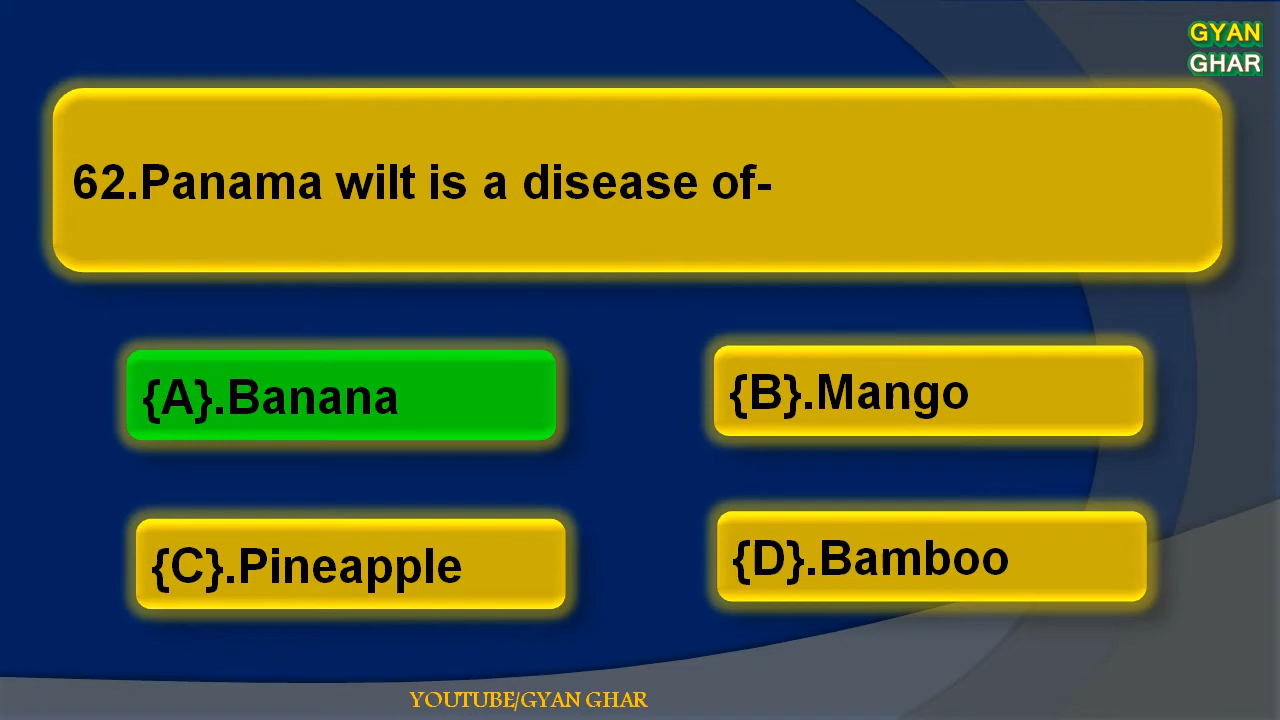 GYAN
GHAR
62.Panama wilt is a disease of-
{A}.Banana
{B}.Mango
{C}.Pineapple
{D}.Bamboo
YOUTUBE/GYAN GHAR